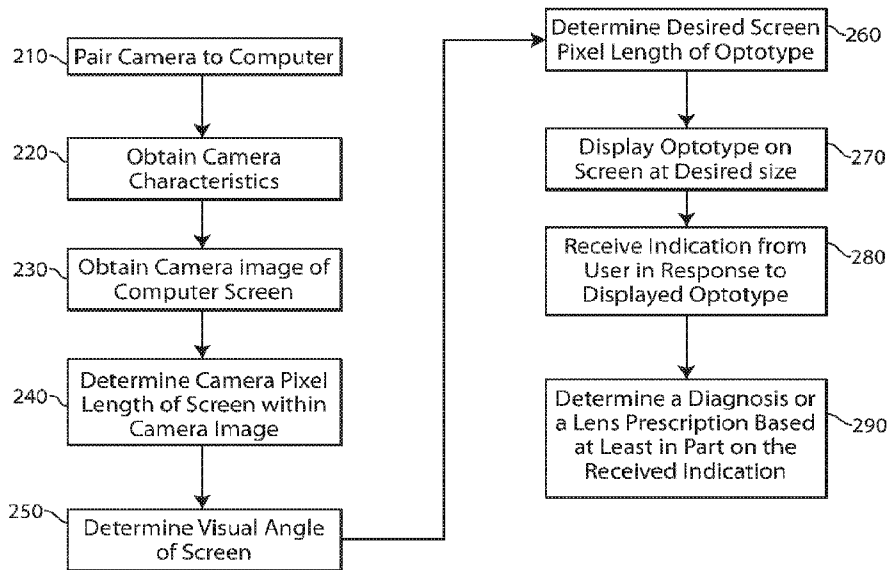 210
Pair Camera to Computer
220
Obtain Camera
Characteristics
230
Obtain Camera image of
Computer Screen
240
Determine Camera Pixel
Length of Screen within
Camera Image
250
Determine Visual Angle
of Screen
Determine Desired Screen
Pixel Length of Optotype
260
Display Optotype on
Screen at Desired size
270
Receive Indication from
User in Response to
Displayed Optotype
280
Determine a Diagnosis or
a Lens Prescription Based
at Least in Part on the
Received Indication
290